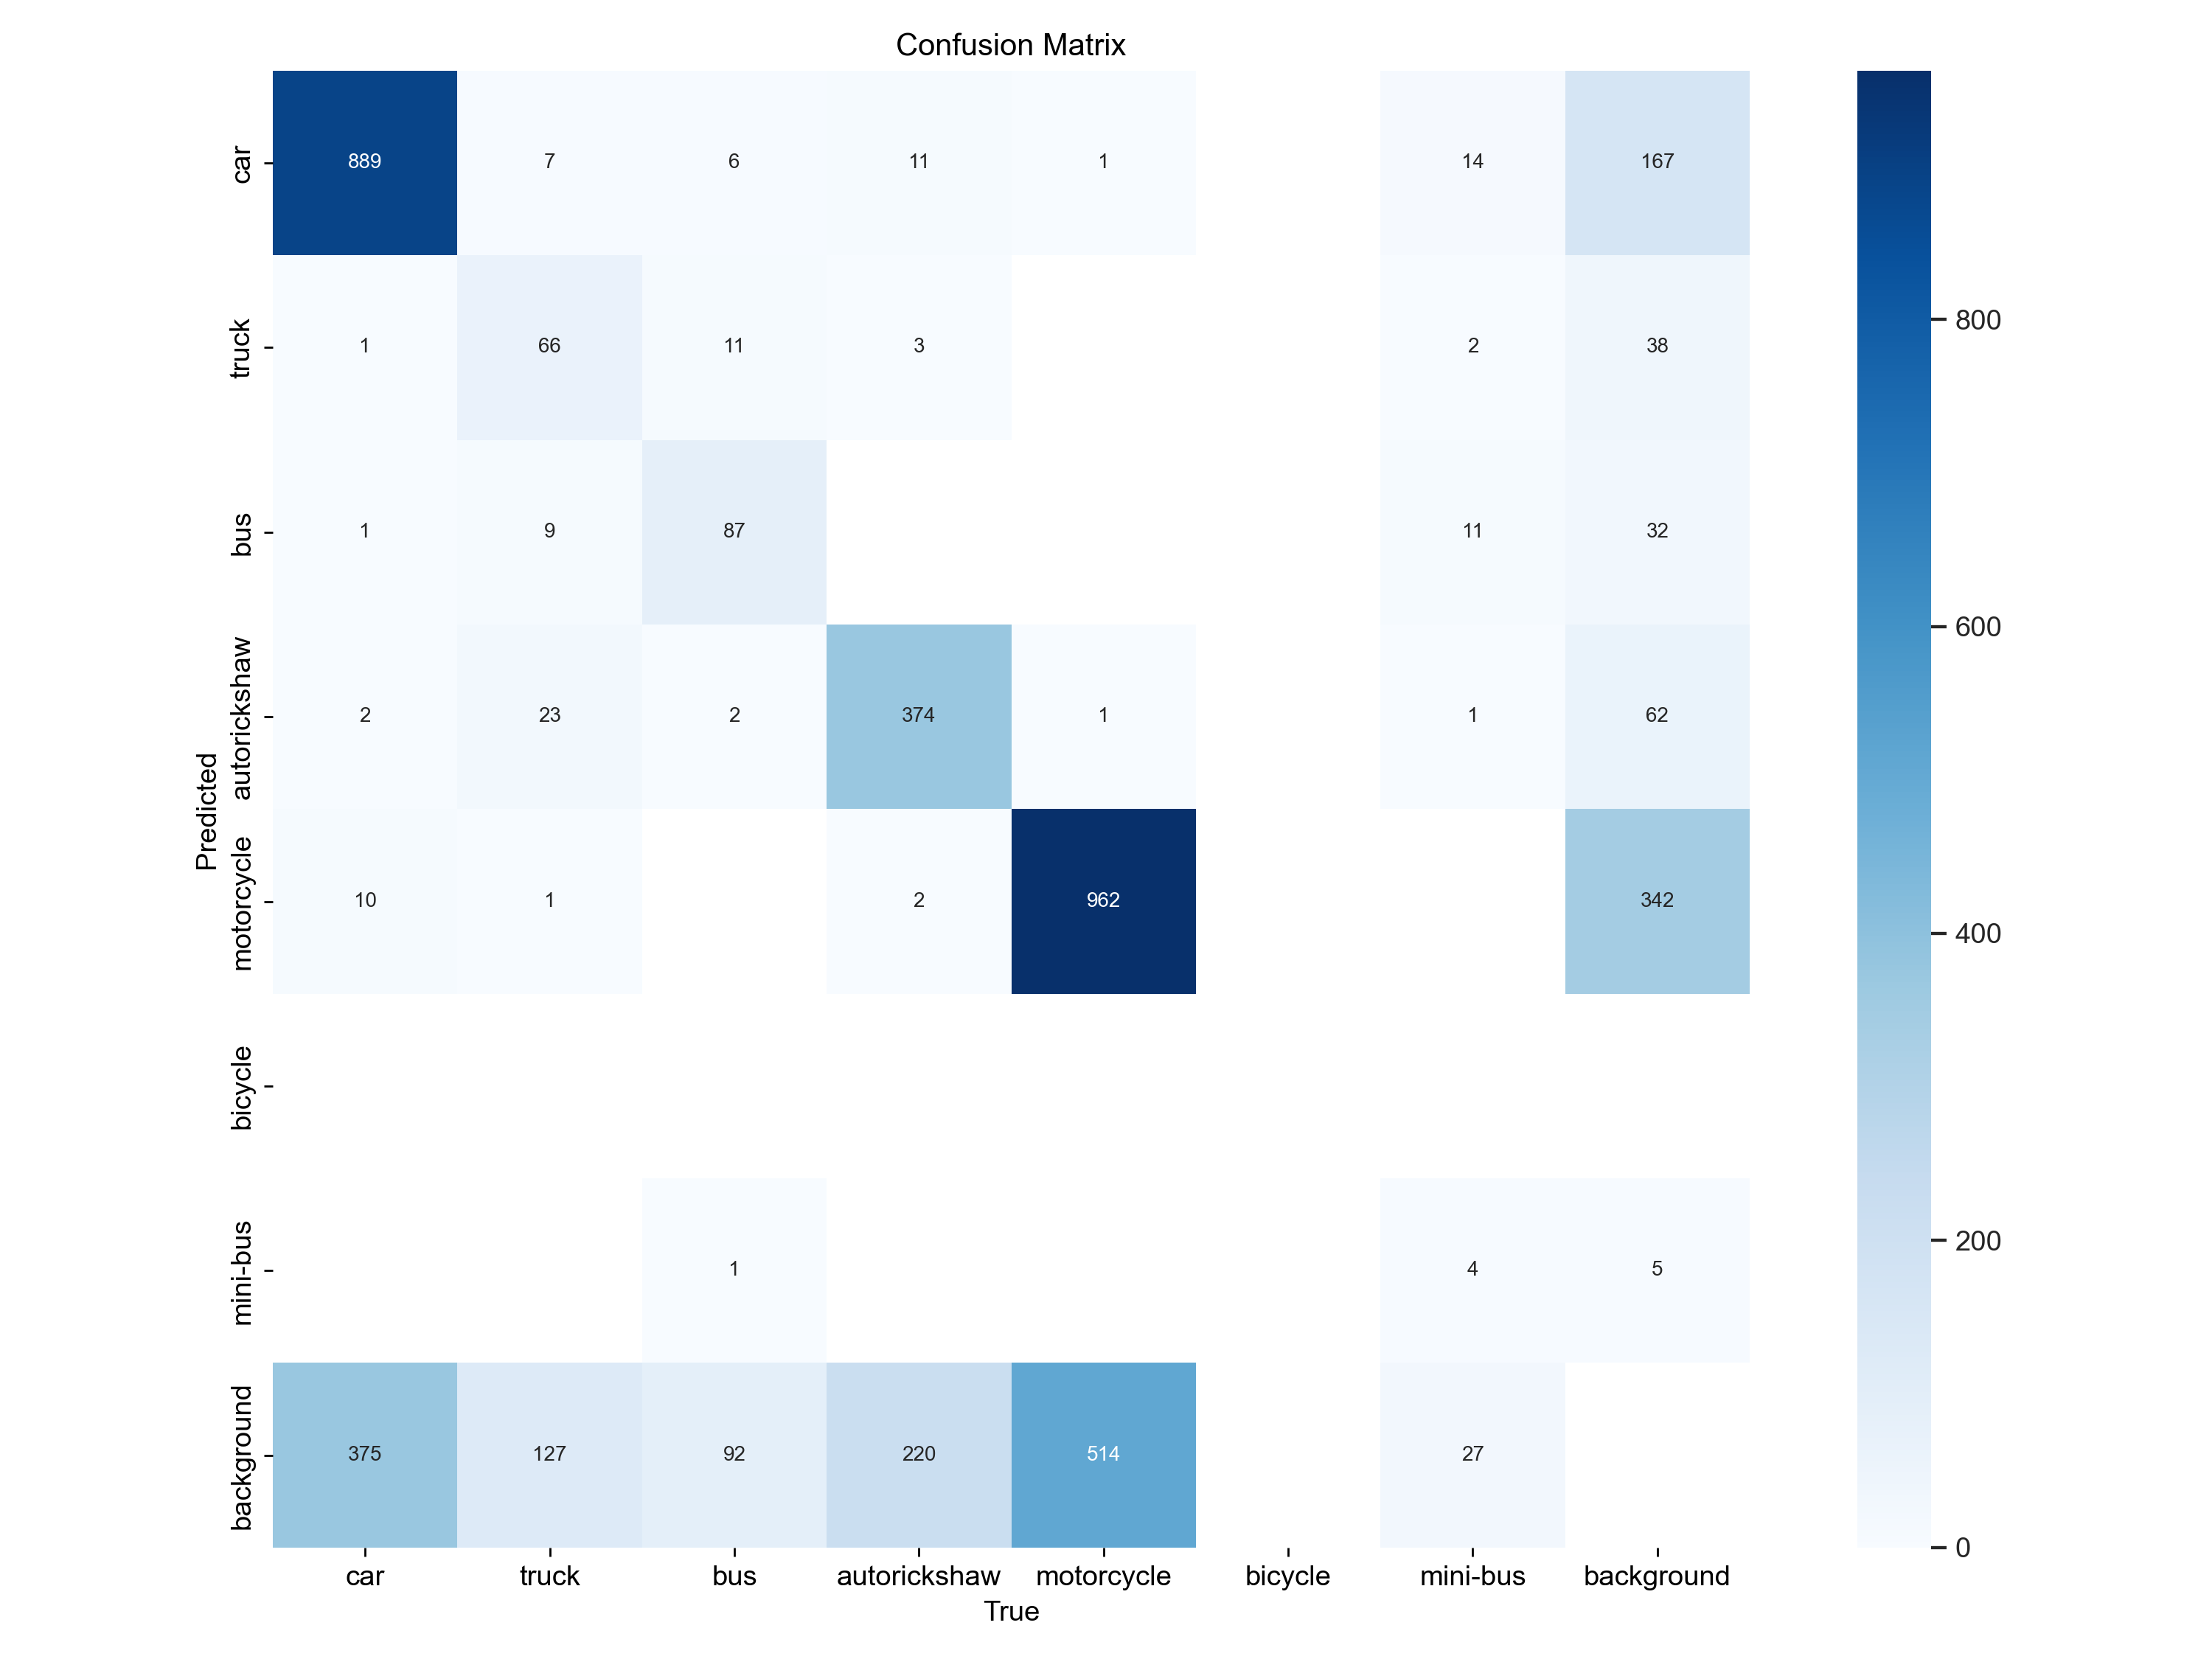 Confusion Matrix
car 889 7 6 11 1 14 167
truck 1 66 11 3 2 38
bus 1 9 87 11 32
autorickshaw 2 23 2 374 1 1 62
motorcycle 10 1 2 962 342
bicycle
mini-bus 1 4 5
background 375 127 92 220 514 27
Predicted
car truck bus autorickshaw motorcycle bicycle mini-bus background
True
800
600
400
200
0